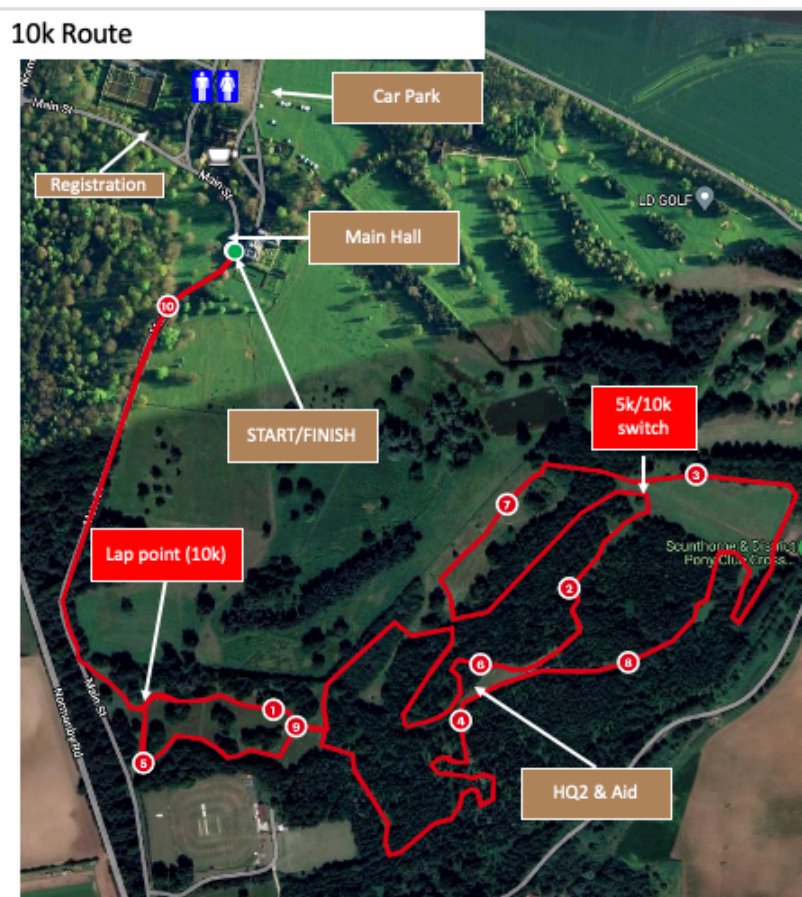 10k Route
Car Park
Main St
Registration
Main St
LD GOLF
Main Hall
10
START/FINISH
5k/10k
switch
3
7
Lap point (10k)
Scunthorpe & District
Pony Club Cross...
2
6
8
Main St
Normanby Rd
1
9
4
5
HQ2 & Aid